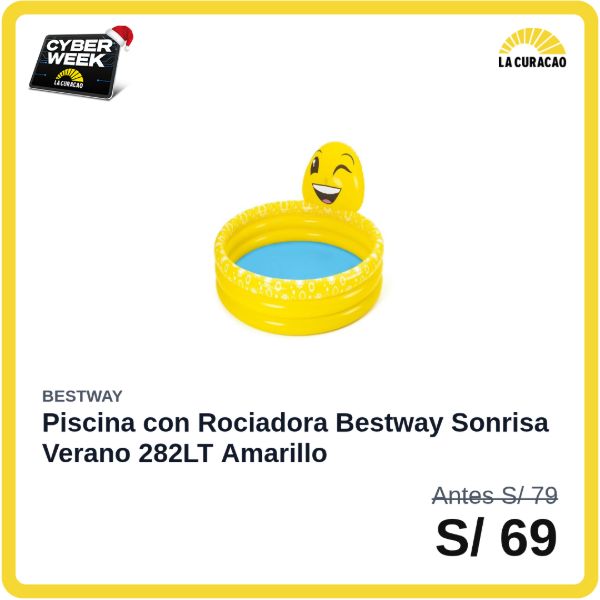 CYBER
WEEK
LA CURACAO
LA CURACAO
BESTWAY
Piscina con Rociadora Bestway Sonrisa
Verano 282LT Amarillo
Antes S/ 79
S/ 69